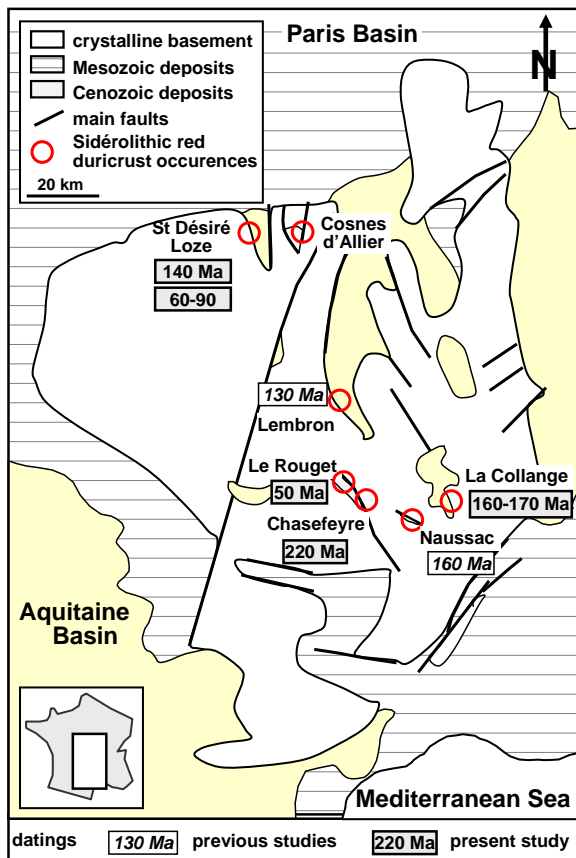 Paris Basin
N
crystalline basement
Mesozoic deposits
Cenozoic deposits
main faults
Sidérolithic red
duricrust occurences
20 km
St Désiré
Loze
140 Ma
60-90
Cosnes
d'Allier
130 Ma
Lembron
Le Rouget
50 Ma
Chasefeyre
220 Ma
La Collange
160-170 Ma
Naussac
160 Ma
Aquitaine
Basin
Mediterranean Sea
datings 130 Ma previous studies 220 Ma present study